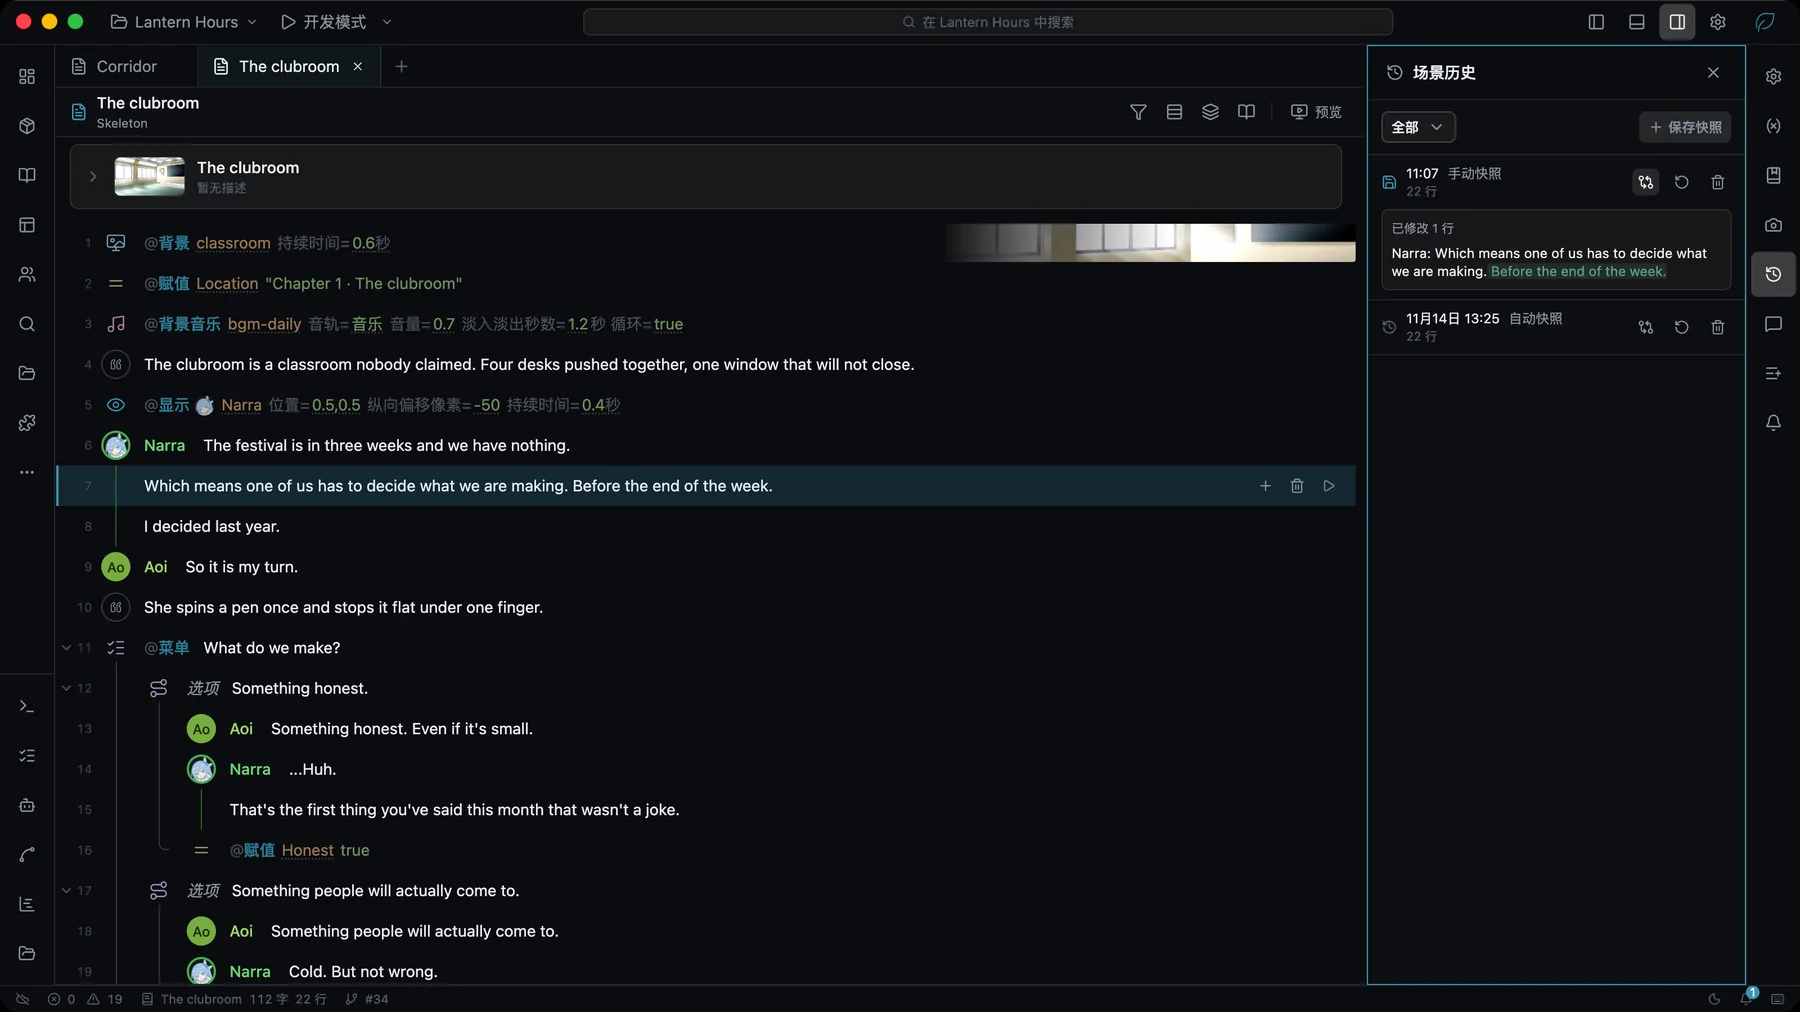 Lantern Hours
开发模式
在 Lantern Hours 中搜索
Corridor
The clubroom
The clubroom
Skeleton
预览
The clubroom
暂无描述
1 @背景 classroom 持续时间=0.6秒
2 @赋值 Location "Chapter 1 · The clubroom"
3 @背景音乐 bgm-daily 音轨=音乐 音量=0.7 淡入淡出秒数=1.2秒 循环=true
4 The clubroom is a classroom nobody claimed. Four desks pushed together, one window that will not close.
5 @显示 Narra 位置=0.5,0.5 纵向偏移像素=-50 持续时间=0.4秒
6 Narra The festival is in three weeks and we have nothing.
7 Which means one of us has to decide what we are making. Before the end of the week.
8 I decided last year.
9 Ao Aoi So it is my turn.
10 She spins a pen once and stops it flat under one finger.
11 @菜单 What do we make?
12 选项 Something honest.
13 Ao Aoi Something honest. Even if it's small.
14 Narra ...Huh.
15 That's the first thing you've said this month that wasn't a joke.
16 @赋值 Honest true
17 选项 Something people will actually come to.
18 Ao Aoi Something people will actually come to.
19 Narra Cold. But not wrong.
场景历史
全部
保存快照
11:07 手动快照
22 行
已修改 1 行
Narra: Which means one of us has to decide what
we are making. Before the end of the week.
11月14日 13:25 自动快照
22 行
0 19 The clubroom 112 字 22 行 #34
1